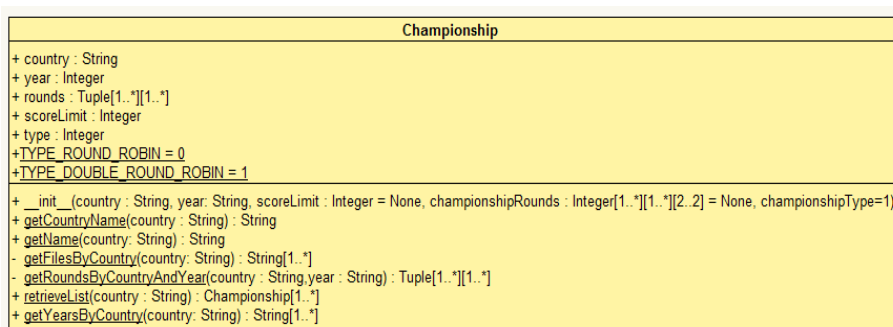 Championship
+ country : String
+ year : Integer
+ rounds : Tuple[1..*][1..*]
+ scoreLimit : Integer
+ type : Integer
+TYPE_ROUND_ROBIN = 0
+TYPE_DOUBLE_ROUND_ROBIN = 1
+ __init__(country : String, year: String, scoreLimit : Integer = None, championshipRounds : Integer[1..*][1..*][2..2] = None, championshipType=1)
+ getCountryName(country : String) : String
+ getName(country: String) : String
- getFilesByCountry(country: String) : String[1..*]
- getRoundsByCountryAndYear(country : String,year : String) : Tuple[1..*][1..*]
+ retrieveList(country : String) : Championship[1..*]
+ getYearsByCountry(country: String) : String[1..*]